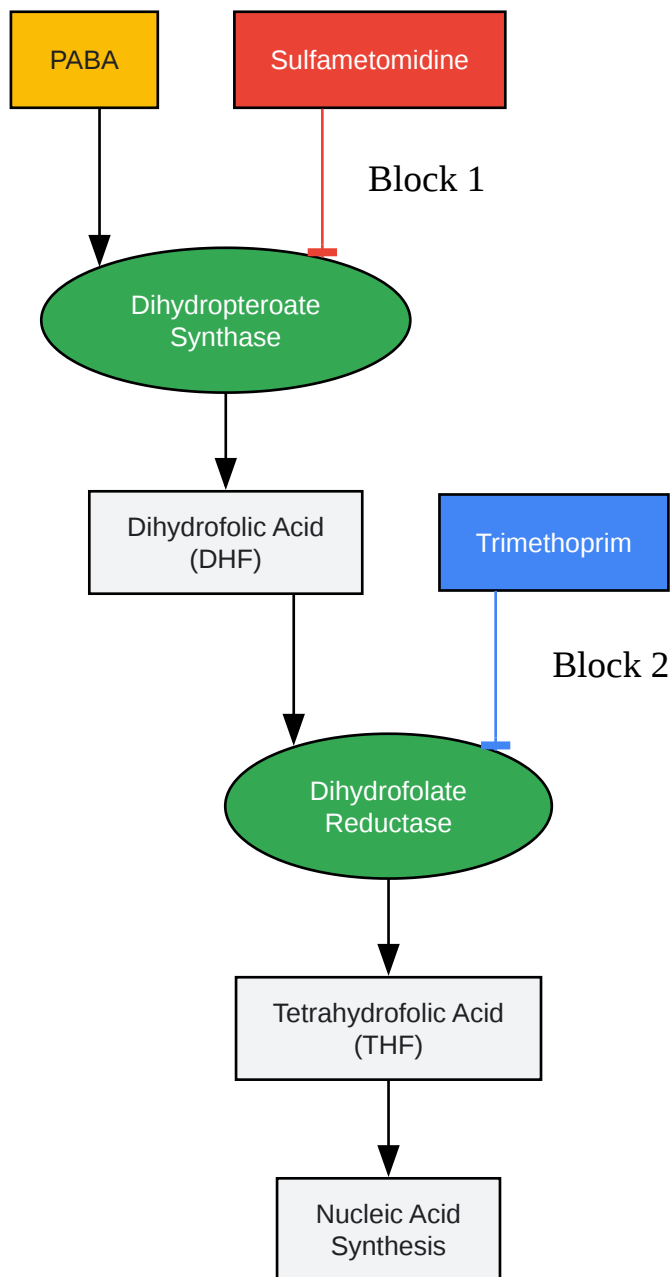 PABA
Sulfametomidine
Block 1
Dihydropteroate
Synthase
Dihydrofolic Acid
(DHF)
Trimethoprim
Block 2
Dihydrofolate
Reductase
Tetrahydrofolic Acid
(THF)
Nucleic Acid
Synthesis